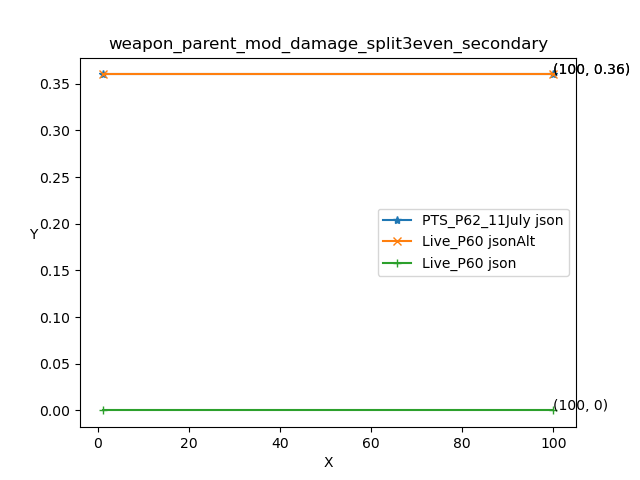 weapon_parent_mod_damage_split3even_secondary
(100, 0.36)
0.35
0.30
0.25
0.20
0.15
0.10
0.05
0.00
Y
PTS_P62_11July json
Live_P60 jsonAlt
Live_P60 json
(100, 0)
0 20 40 60 80 100
X